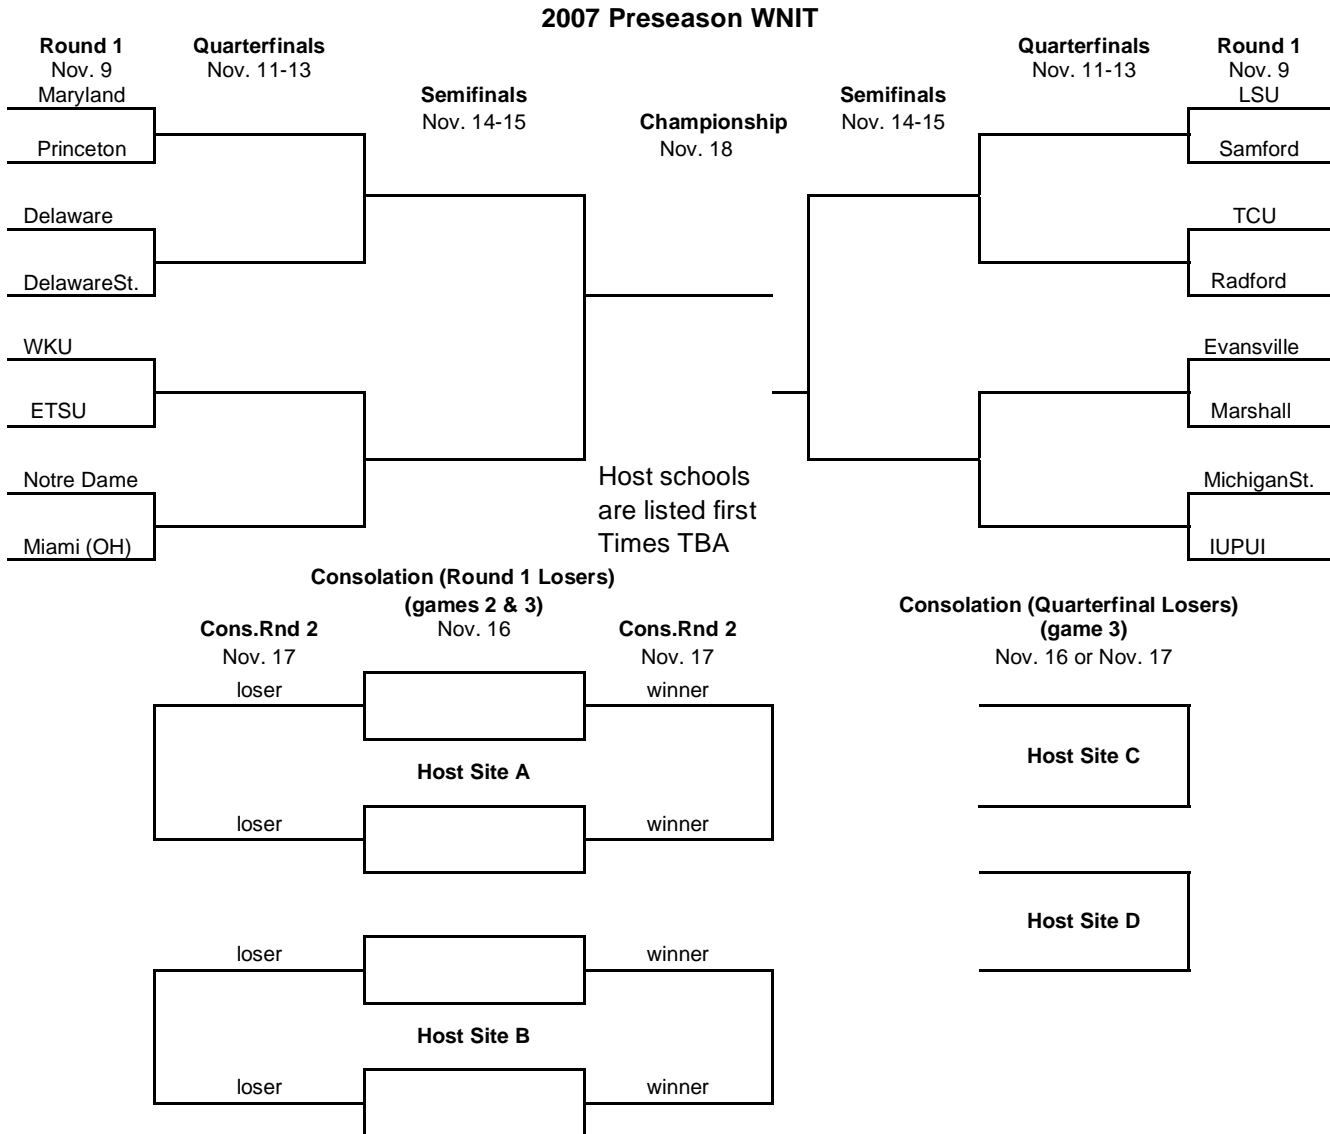 2007 Preseason WNIT
Round 1
Nov. 9
Quarterfinals
Nov. 11-13
Semifinals
Nov. 14-15
Championship
Nov. 18
Semifinals
Nov. 14-15
Quarterfinals
Nov. 11-13
Round 1
Nov. 9
Maryland
Princeton
Delaware
DelawareSt.
WKU
ETSU
Notre Dame
Miami (OH)
LSU
Samford
TCU
Radford
Evansville
Marshall
MichiganSt.
IUPUI
Host schools
are listed first
Times TBA
Consolation (Round 1 Losers)
(games 2 & 3)
Nov. 16
Cons.Rnd 2
Nov. 17
Cons.Rnd 2
Nov. 17
loser
winner
Host Site A
loser
winner
loser
winner
Host Site B
loser
winner
Consolation (Quarterfinal Losers)
(game 3)
Nov. 16 or Nov. 17
Host Site C
Host Site D